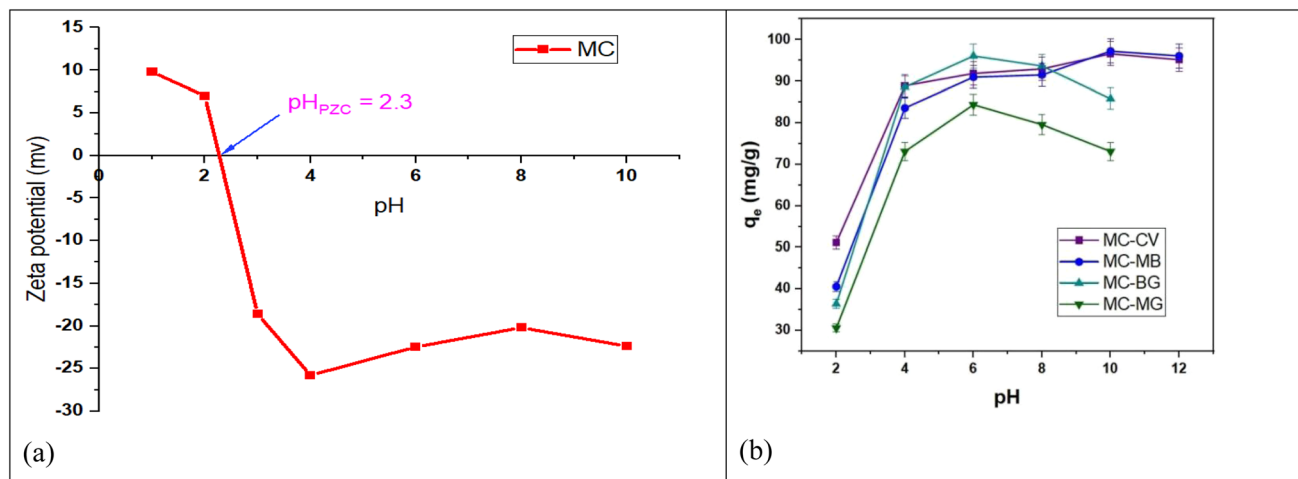 15
10
5
0
-5
-10
-15
-20
-25
-30
Zeta potential (mv)
0 2 4 6 8 10
pH
MC
pH_PZC = 2.3
(a)
100
90
80
70
60
50
40
30
q_e (mg/g)
2 4 6 8 10 12
pH
MC-CV
MC-MB
MC-BG
MC-MG
(b)